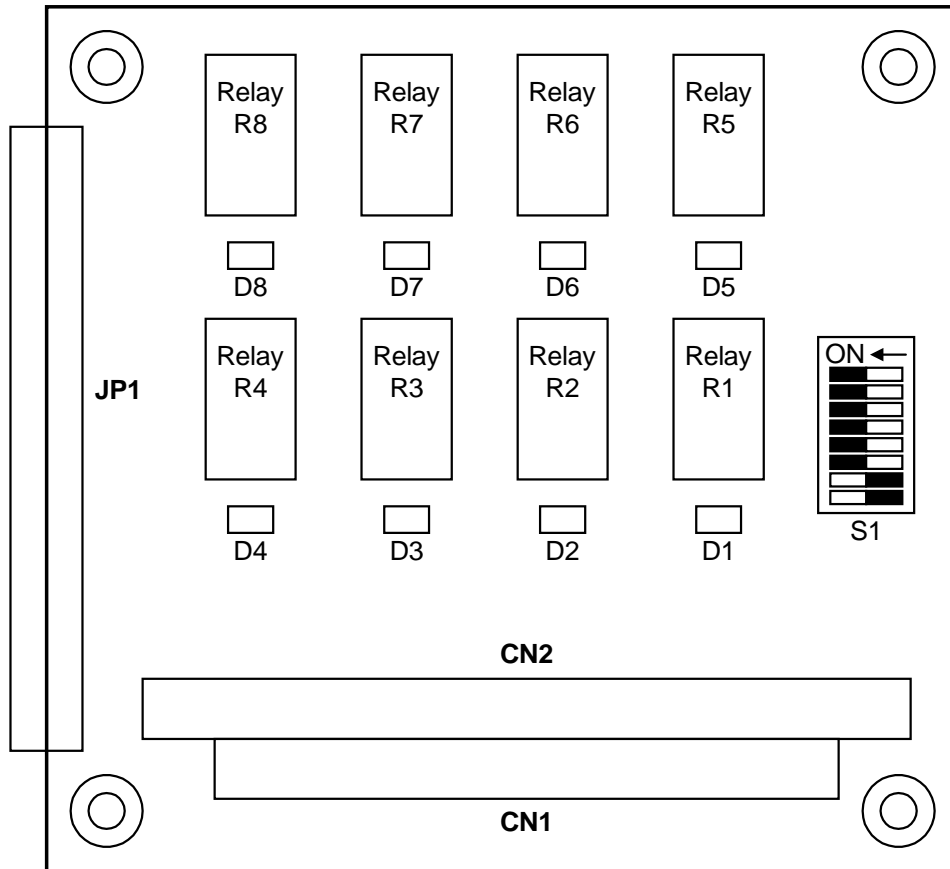 Relay
R8
Relay
R7
Relay
R6
Relay
R5
D8
D7
D6
D5
Relay
R4
Relay
R3
Relay
R2
Relay
R1
ON
JP1
D4
D3
D2
D1
S1
CN2
CN1